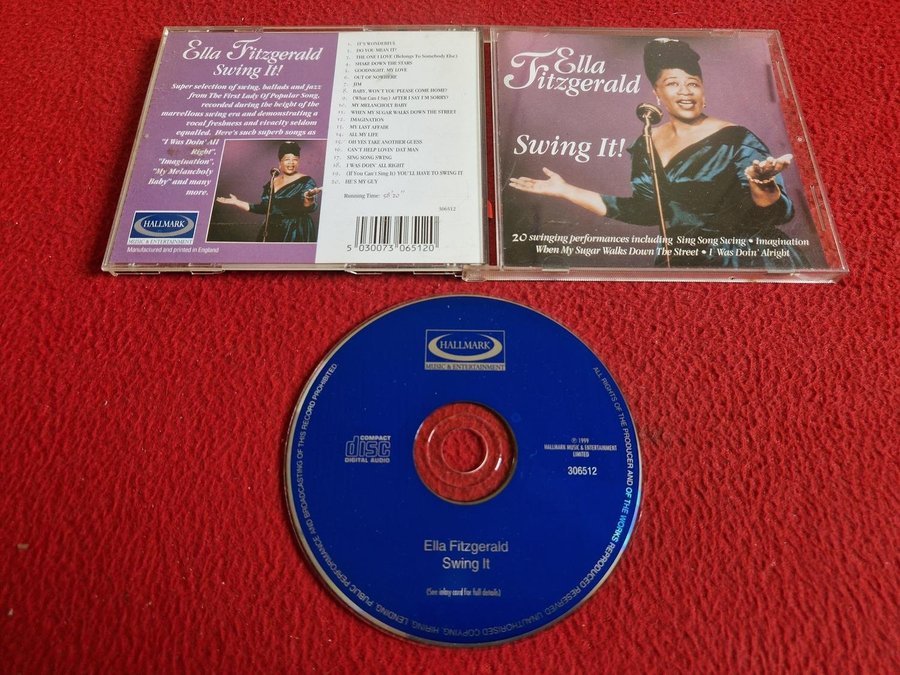 Ella Fitzgerald
Swing It!
Super selection of swing, ballads and jazz
from The First Lady Of Popular Song,
recorded during the height of the
marvellous swing era and demonstrating a
vocal freshness and vivacity seldom
equalled. Here's such superb songs as
"I Was Doin' All
Right",
"Imagination",
"My Melancholy
Baby" and many
more.
HALLMARK
MUSIC & ENTERTAINMENT
Manufactured and printed in England
1. IT'S WONDERFUL
2. DO YOU MEAN IT?
3. THE ONE I LOVE (Belongs To Somebody Else)
4. SHAKE DOWN THE STARS
5. GOODNIGHT, MY LOVE
6. OUT OF NOWHERE
7. JIM
8. BABY, WON'T YOU PLEASE COME HOME?
9. (What Can I Say) AFTER I SAY I'M SORRY?
10. MY MELANCHOLY BABY
11. WHEN MY SUGAR WALKS DOWN THE STREET
12. IMAGINATION
13. MY LAST AFFAIR
14. ALL MY LIFE
15. OH YES TAKE ANOTHER GUESS
16. CAN'T HELP LOVIN' DAT MAN
17. SING SONG SWING
18. I WAS DOIN' ALL RIGHT
19. (If You Can't Sing It) YOU'LL HAVE TO SWING IT
20. HE'S MY GUY
Running Time: 58'20"
306512
5 030073 065120
Ella
Fitzgerald
Swing It!
20 swinging performances including Sing Song Swing • Imagination
When My Sugar Walks Down The Street • I Was Doin' Alright
HALLMARK
MUSIC & ENTERTAINMENT
COMPACT
disc
DIGITAL AUDIO
℗ 1999
HALLMARK MUSIC & ENTERTAINMENT
LIMITED
306512
Ella Fitzgerald
Swing It
(See inlay card for full details)
ALL RIGHTS OF THE PRODUCER AND OF THE WORKS REPRODUCED RESERVED. UNAUTHORISED COPYING, HIRING, LENDING, PUBLIC PERFORMANCE AND BROADCASTING OF THIS RECORD PROHIBITED